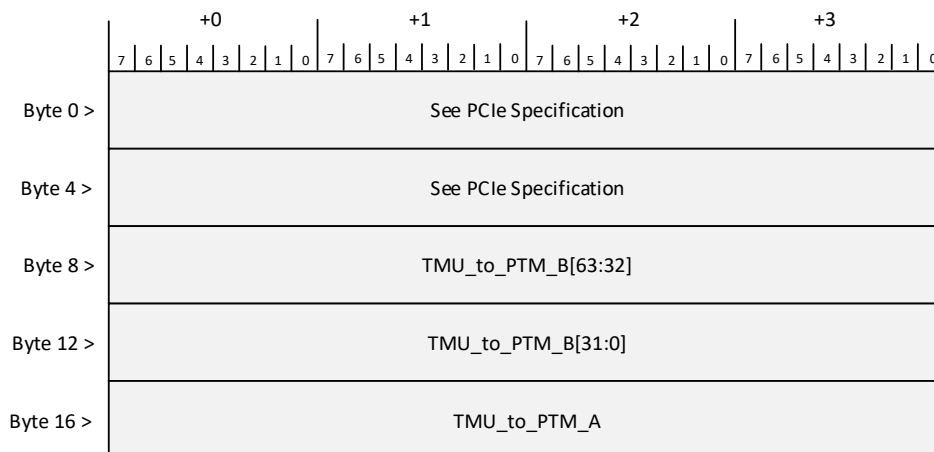 +0 +1 +2 +3
7 6 5 4 3 2 1 0 7 6 5 4 3 2 1 0 7 6 5 4 3 2 1 0 7 6 5 4 3 2 1 0
Byte 0 > See PCIe Specification
Byte 4 > See PCIe Specification
Byte 8 > TMU_to_PTM_B[63:32]
Byte 12 > TMU_to_PTM_B[31:0]
Byte 16 > TMU_to_PTM_A